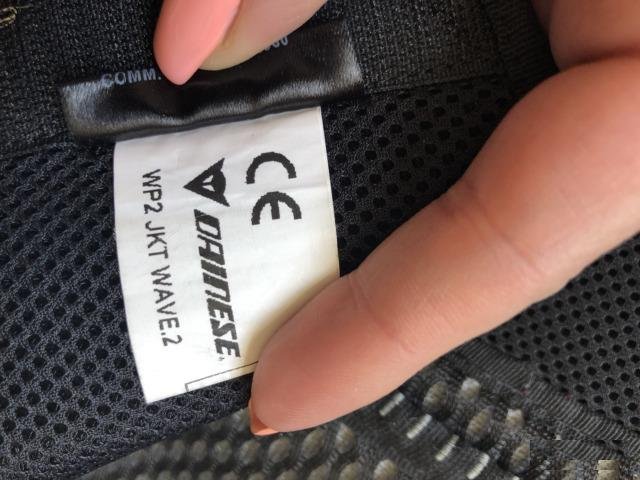 COMM.
CE
DAINESE
WP2 JKT WAVE.2